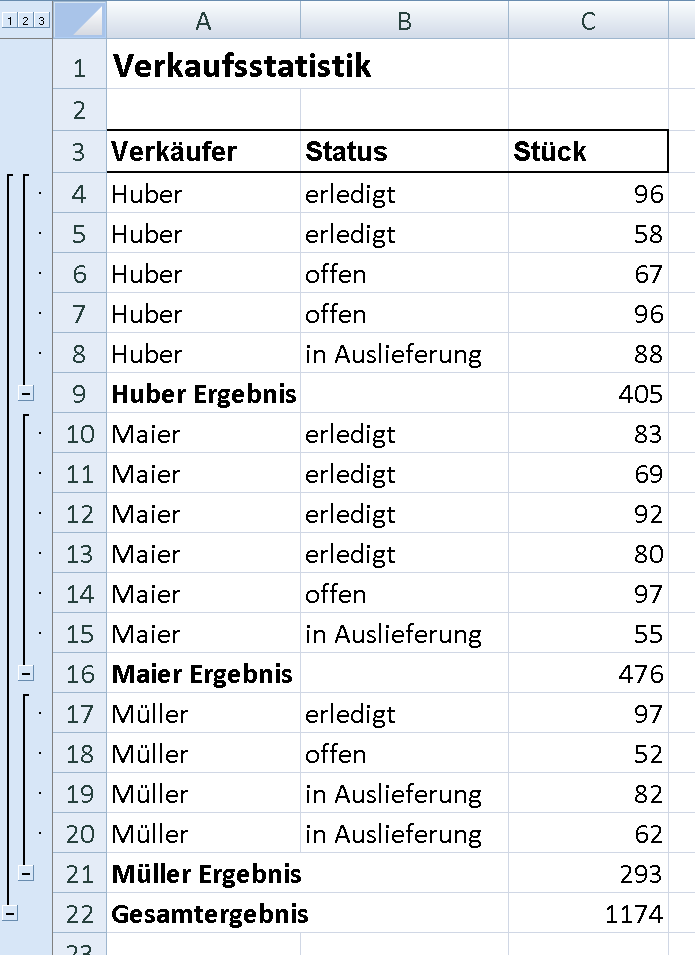 1 2 3 A B C
1 Verkaufsstatistik
2
3 Verkäufer Status Stück
4 Huber erledigt 96
5 Huber erledigt 58
6 Huber offen 67
7 Huber offen 96
8 Huber in Auslieferung 88
9 Huber Ergebnis 405
10 Maier erledigt 83
11 Maier erledigt 69
12 Maier erledigt 92
13 Maier erledigt 80
14 Maier offen 97
15 Maier in Auslieferung 55
16 Maier Ergebnis 476
17 Müller erledigt 97
18 Müller offen 52
19 Müller in Auslieferung 82
20 Müller in Auslieferung 62
21 Müller Ergebnis 293
22 Gesamtergebnis 1174
23